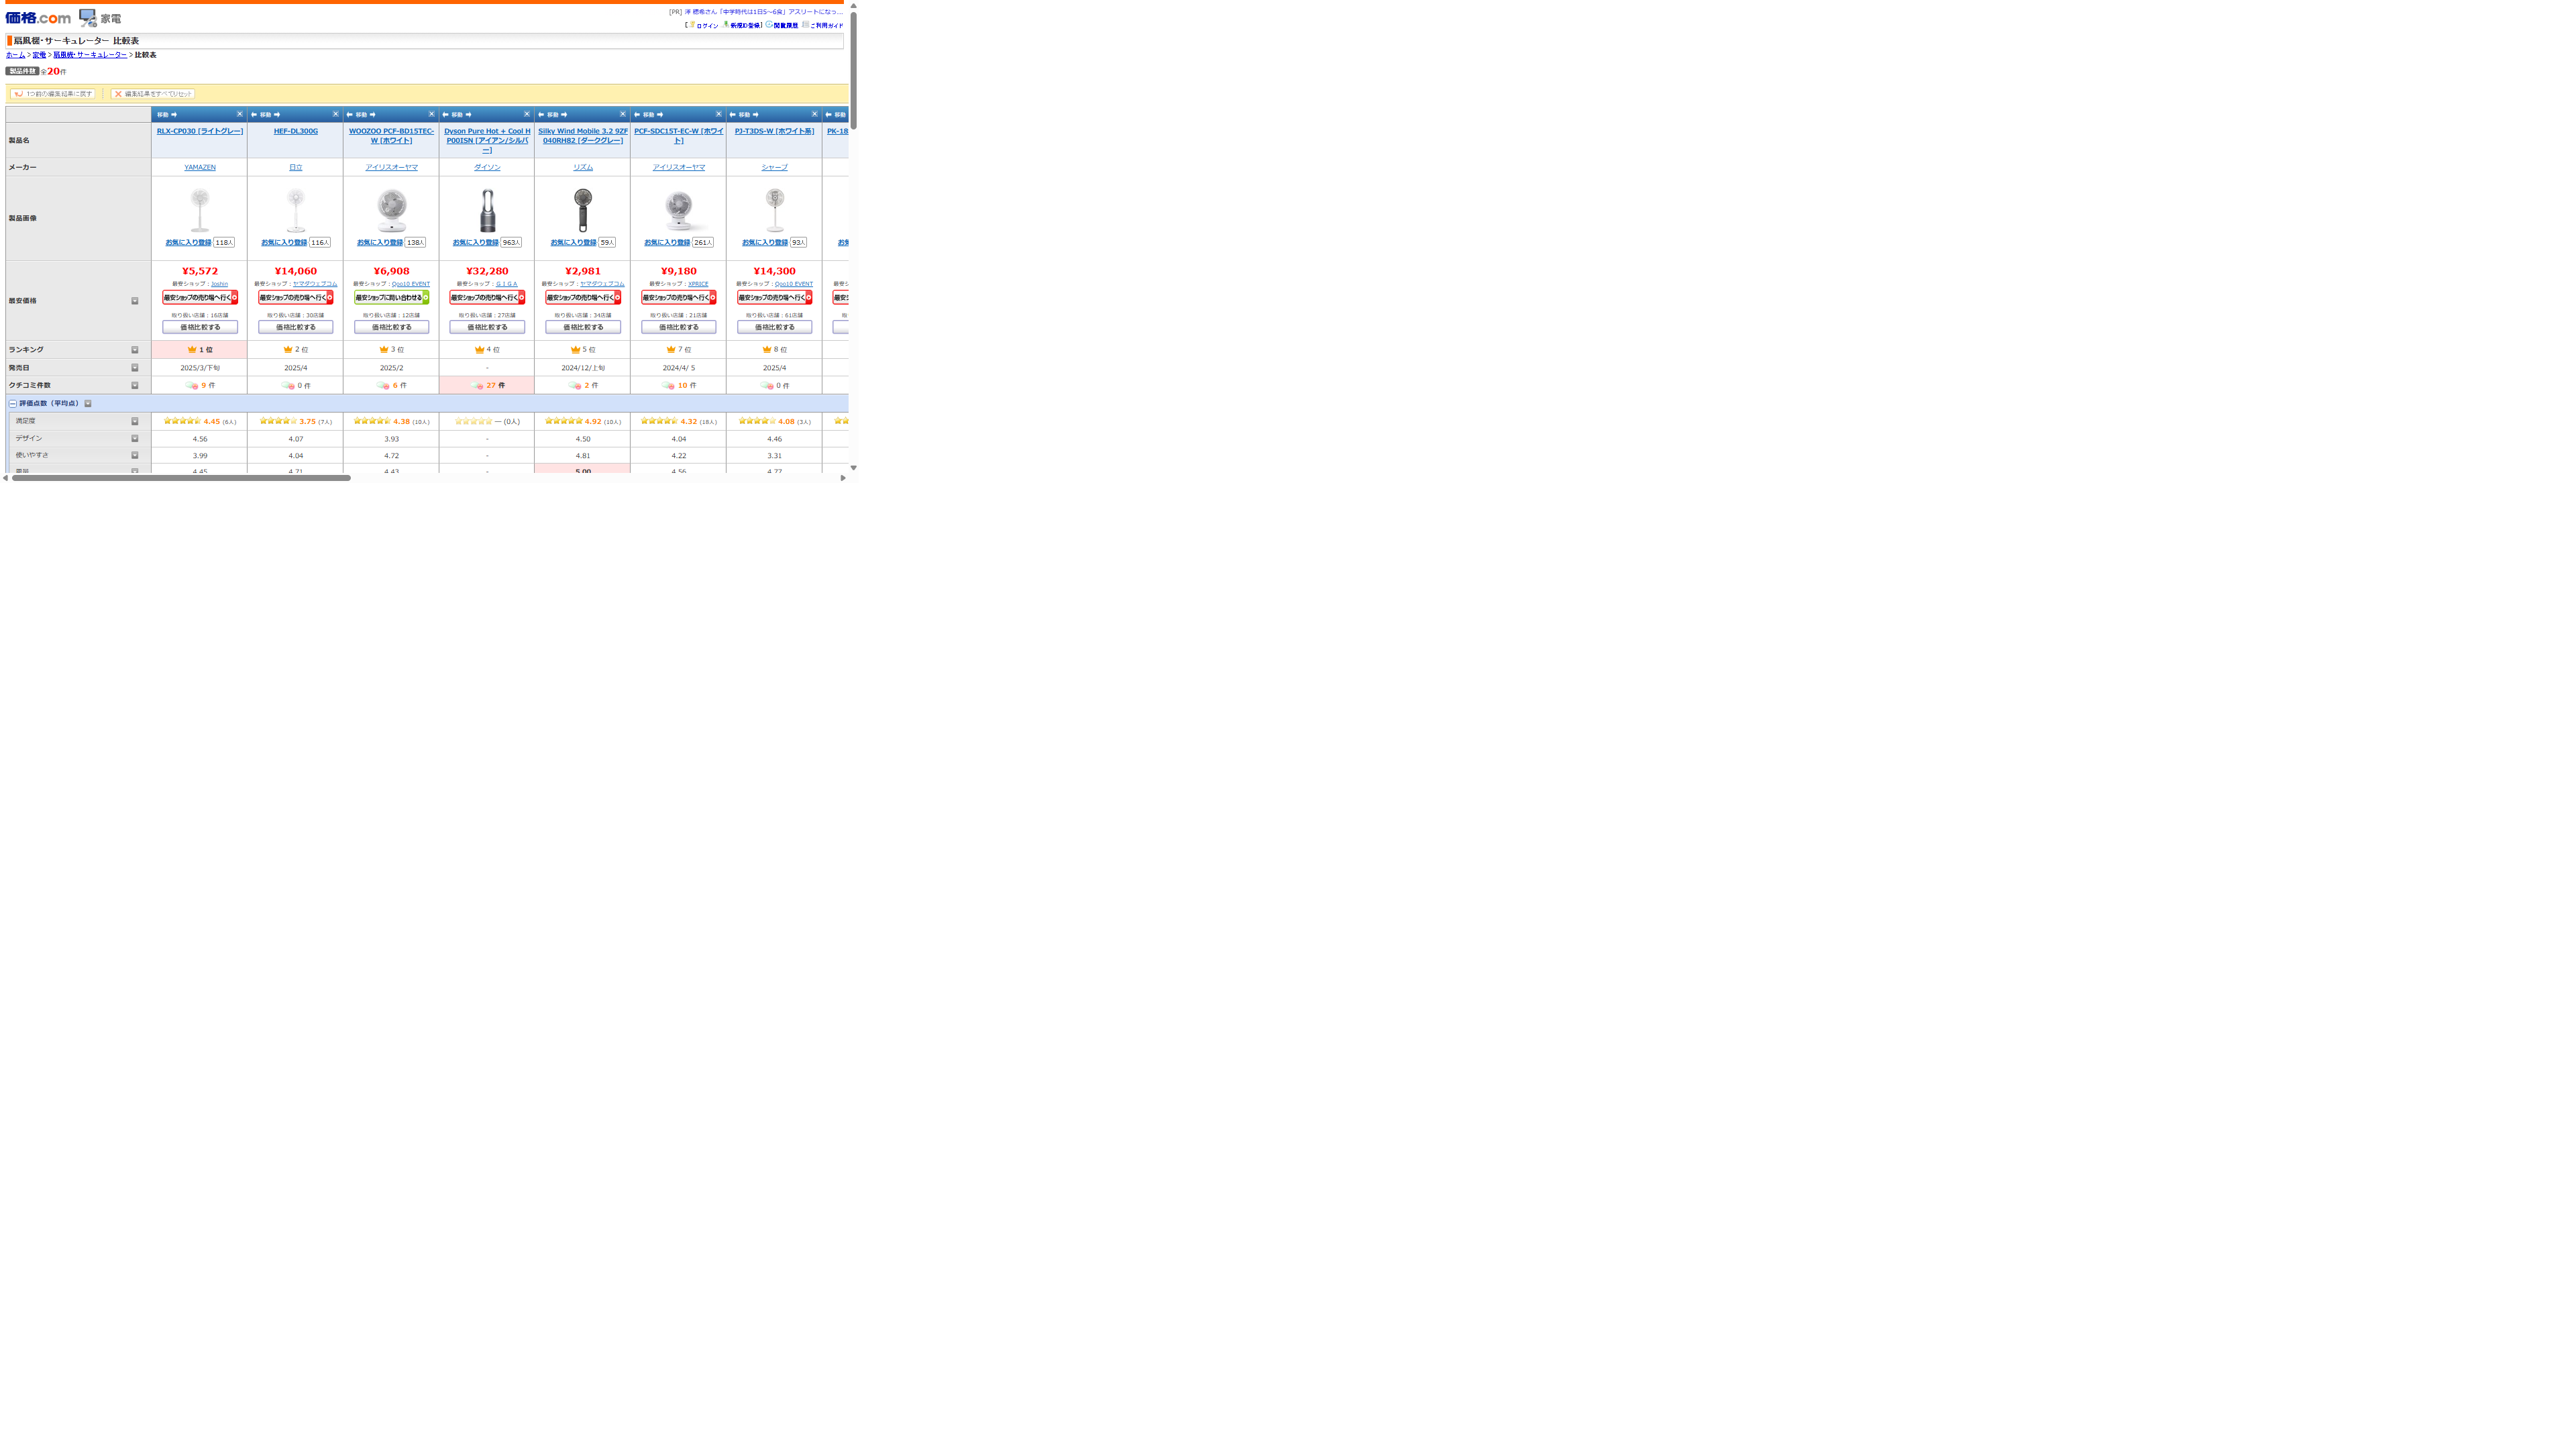 価格.com 家電
[PR] 澤 穂希さん「中学時代は1日5～6食」アスリートになっ...
[ ログイン 新規ID登録] 閲覧履歴 ご利用ガイド
扇風機・サーキュレーター 比較表
ホーム > 家電 > 扇風機・サーキュレーター > 比較表
製品件数 全20件
1つ前の編集結果に戻す 編集結果をすべてリセット
移動 移動 移動 移動 移動 移動 移動 移動
製品名 RLX-CP030 [ライトグレー] HEF-DL300G WOOZOO PCF-BD15TEC-W [ホワイト] Dyson Pure Hot + Cool HP00ISN [アイアン/シルバー] Silky Wind Mobile 3.2 9ZF040RH82 [ダークグレー] PCF-SDC15T-EC-W [ホワイト] PJ-T3DS-W [ホワイト系] PK-18
メーカー YAMAZEN 日立 アイリスオーヤマ ダイソン リズム アイリスオーヤマ シャープ
製品画像
お気に入り登録 118人 お気に入り登録 116人 お気に入り登録 138人 お気に入り登録 963人 お気に入り登録 59人 お気に入り登録 261人 お気に入り登録 93人 お気
最安価格 ¥5,572 ¥14,060 ¥6,908 ¥32,280 ¥2,981 ¥9,180 ¥14,300
最安ショップ：Joshin 最安ショップ：ヤマダウェブコム 最安ショップ：Qoo10 EVENT 最安ショップ：ＧＩＧＡ 最安ショップ：ヤマダウェブコム 最安ショップ：XPRICE 最安ショップ：Qoo10 EVENT
最安ショップの売り場へ行く 最安ショップの売り場へ行く 最安ショップに問い合わせる 最安ショップの売り場へ行く 最安ショップの売り場へ行く 最安ショップの売り場へ行く 最安ショップの売り場へ行く
取り扱い店舗：16店舗 取り扱い店舗：30店舗 取り扱い店舗：12店舗 取り扱い店舗：27店舗 取り扱い店舗：34店舗 取り扱い店舗：21店舗 取り扱い店舗：61店舗
価格比較する 価格比較する 価格比較する 価格比較する 価格比較する 価格比較する 価格比較する
ランキング 1 位 2 位 3 位 4 位 5 位 7 位 8 位
発売日 2025/3/下旬 2025/4 2025/2 - 2024/12/上旬 2024/4/ 5 2025/4
クチコミ件数 9 件 0 件 6 件 27 件 2 件 10 件 0 件
評価点数（平均点）
満足度 4.45 (6人) 3.75 (7人) 4.38 (10人) — (0人) 4.92 (10人) 4.32 (18人) 4.08 (3人)
デザイン 4.56 4.07 3.93 - 4.50 4.04 4.46
使いやすさ 3.99 4.04 4.72 - 4.81 4.22 3.31
4.45 4.71 4.43 - 5.00 4.56 4.77